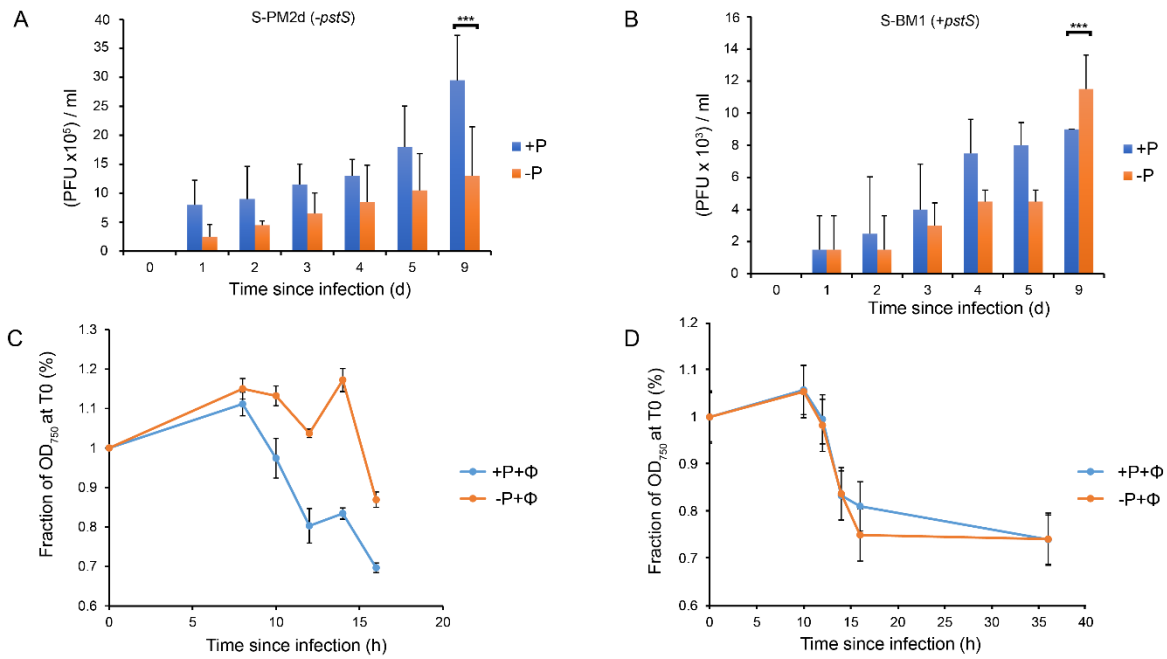 A
S-PM2d (-pstS)
***
(PFU x10⁵) / ml
40
35
30
25
20
15
10
5
0
0 1 2 3 4 5 9
Time since infection (d)
+P
-P
B
S-BM1 (+pstS)
***
(PFU x 10³) / ml
16
14
12
10
8
6
4
2
0
0 1 2 3 4 5 9
Time since infection (d)
+P
-P
C
Fraction of OD₇₅₀ at T0 (%)
1.3
1.2
1.1
1
0.9
0.8
0.7
0.6
0 5 10 15 20
Time since infection (h)
+P+Φ
-P+Φ
D
Fraction of OD₇₅₀ at T0 (%)
1.2
1.1
1
0.9
0.8
0.7
0.6
0 5 10 15 20 25 30 35 40
Time since infection (h)
+P+Φ
-P+Φ